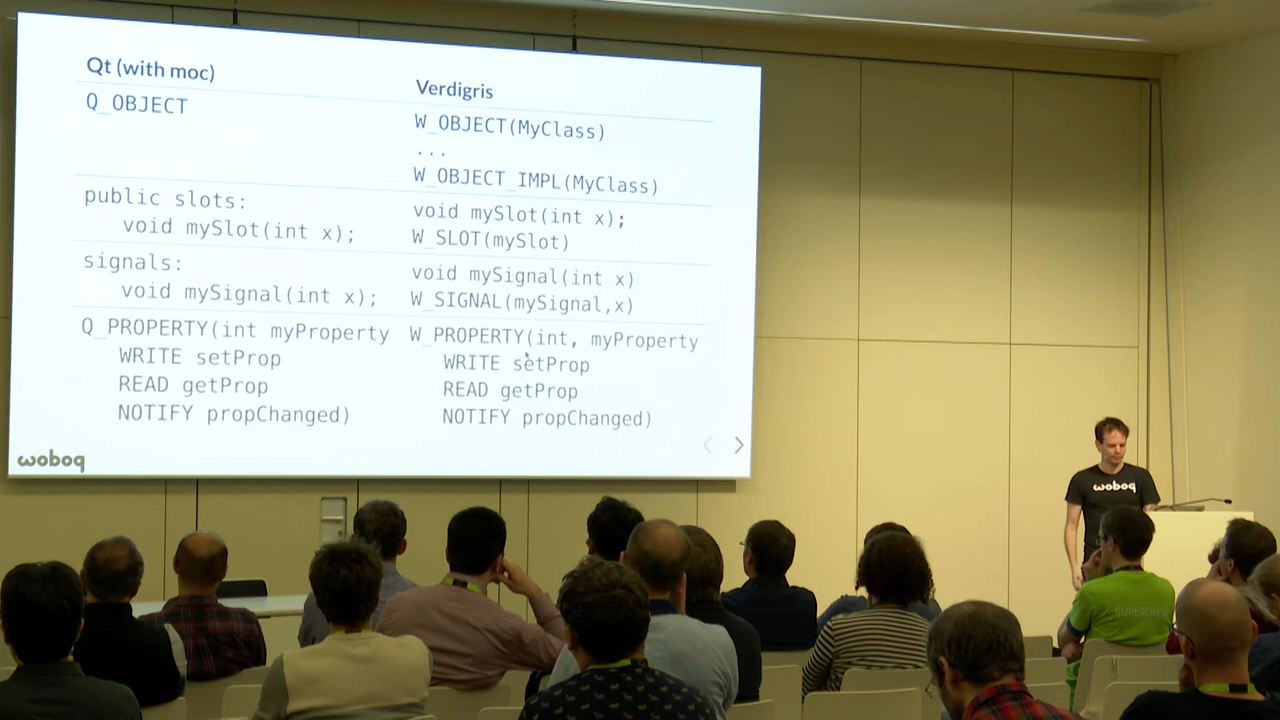 Qt (with moc)
Verdigris
Q_OBJECT
W_OBJECT(MyClass)
...
W_OBJECT_IMPL(MyClass)
public slots:
void mySlot(int x);
void mySlot(int x);
W_SLOT(mySlot)
signals:
void mySignal(int x);
void mySignal(int x)
W_SIGNAL(mySignal,x)
Q_PROPERTY(int myProperty
WRITE setProp
READ getProp
NOTIFY propChanged)
W_PROPERTY(int, myProperty
WRITE setProp
READ getProp
NOTIFY propChanged)
woboq
woboq
SUPERCREW